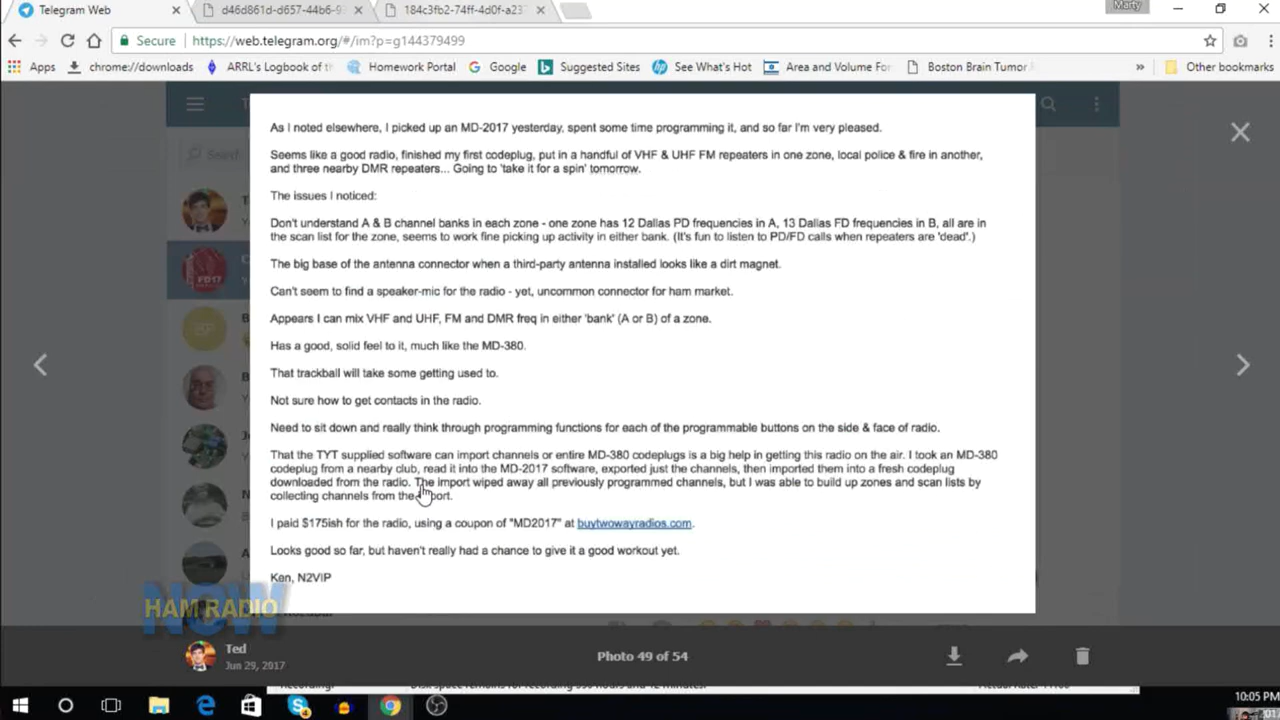 Telegram Web
d46d861d-d657-44b6-9
184c3fb2-74ff-4d0f-a23
Marty
Secure
https://web.telegram.org/#/im?p=g144379499
Apps
chrome://downloads
ARRL's Logbook of t
Homework Portal
Google
Suggested Sites
See What's Hot
Area and Volume Fo
Boston Brain Tumor
»
Other bookmarks
As I noted elsewhere, I picked up an MD-2017 yesterday, spent some time programming it, and so far I'm very pleased.
Seems like a good radio, finished my first codeplug, put in a handful of VHF & UHF FM repeaters in one zone, local police & fire in another,
and three nearby DMR repeaters... Going to 'take it for a spin' tomorrow.
The issues I noticed:
Don't understand A & B channel banks in each zone - one zone has 12 Dallas PD frequencies in A, 13 Dallas FD frequencies in B, all are in
the scan list for the zone, seems to work fine picking up activity in either bank. (It's fun to listen to PD/FD calls when repeaters are 'dead'.)
The big base of the antenna connector when a third-party antenna installed looks like a dirt magnet.
Can't seem to find a speaker-mic for the radio - yet, uncommon connector for ham market.
Appears I can mix VHF and UHF, FM and DMR freq in either 'bank' (A or B) of a zone.
Has a good, solid feel to it, much like the MD-380.
That trackball will take some getting used to.
Not sure how to get contacts in the radio.
Need to sit down and really think through programming functions for each of the programmable buttons on the side & face of radio.
That the TYT supplied software can import channels or entire MD-380 codeplugs is a big help in getting this radio on the air. I took an MD-380
codeplug from a nearby club, read it into the MD-2017 software, exported just the channels, then imported them into a fresh codeplug
downloaded from the radio. The import wiped away all previously programmed channels, but I was able to build up zones and scan lists by
collecting channels from the import.
I paid $175ish for the radio, using a coupon of "MD2017" at buytwowayradios.com.
Looks good so far, but haven't really had a chance to give it a good workout yet.
Ken, N2VIP
FD17
HAM RADIO
NOW
Ted
Jun 29, 2017
Photo 49 of 54
10:05 PM